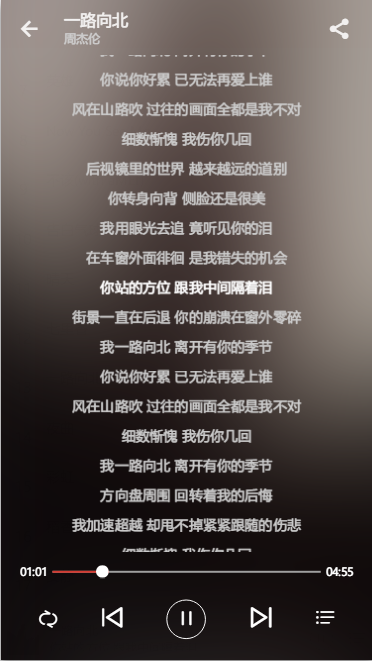 一路向北
周杰伦
你说你好累 已无法再爱上谁
风在山路吹 过往的画面全都是我不对
细数惭愧 我伤你几回
后视镜里的世界 越来越远的道别
你转身向背 侧脸还是很美
我用眼光去追 竟听见你的泪
在车窗外面徘徊 是我错失的机会
你站的方位 跟我中间隔着泪
街景一直在后退 你的崩溃在窗外零碎
我一路向北 离开有你的季节
你说你好累 已无法再爱上谁
风在山路吹 过往的画面全都是我不对
细数惭愧 我伤你几回
我一路向北 离开有你的季节
方向盘周围 回转着我的后悔
我加速超越 却甩不掉紧紧跟随的伤悲
01:01
04:55